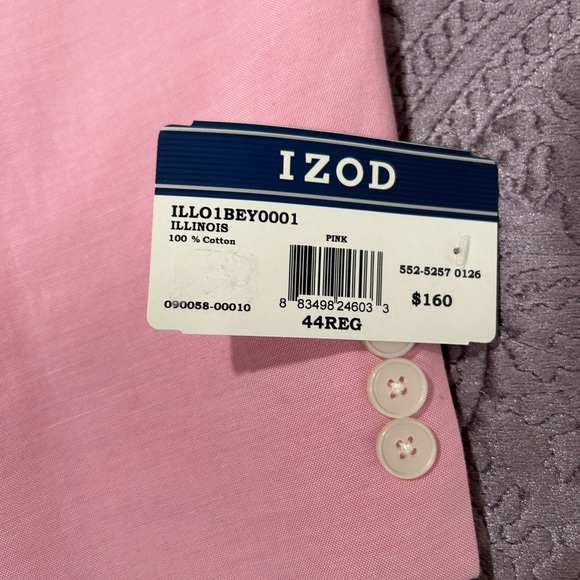 IZOD
ILLO1BEY0001
ILLINOIS
100 % Cotton
PINK
552-5257 0126
090058-00010
8 83498 24603 3
$160
44REG